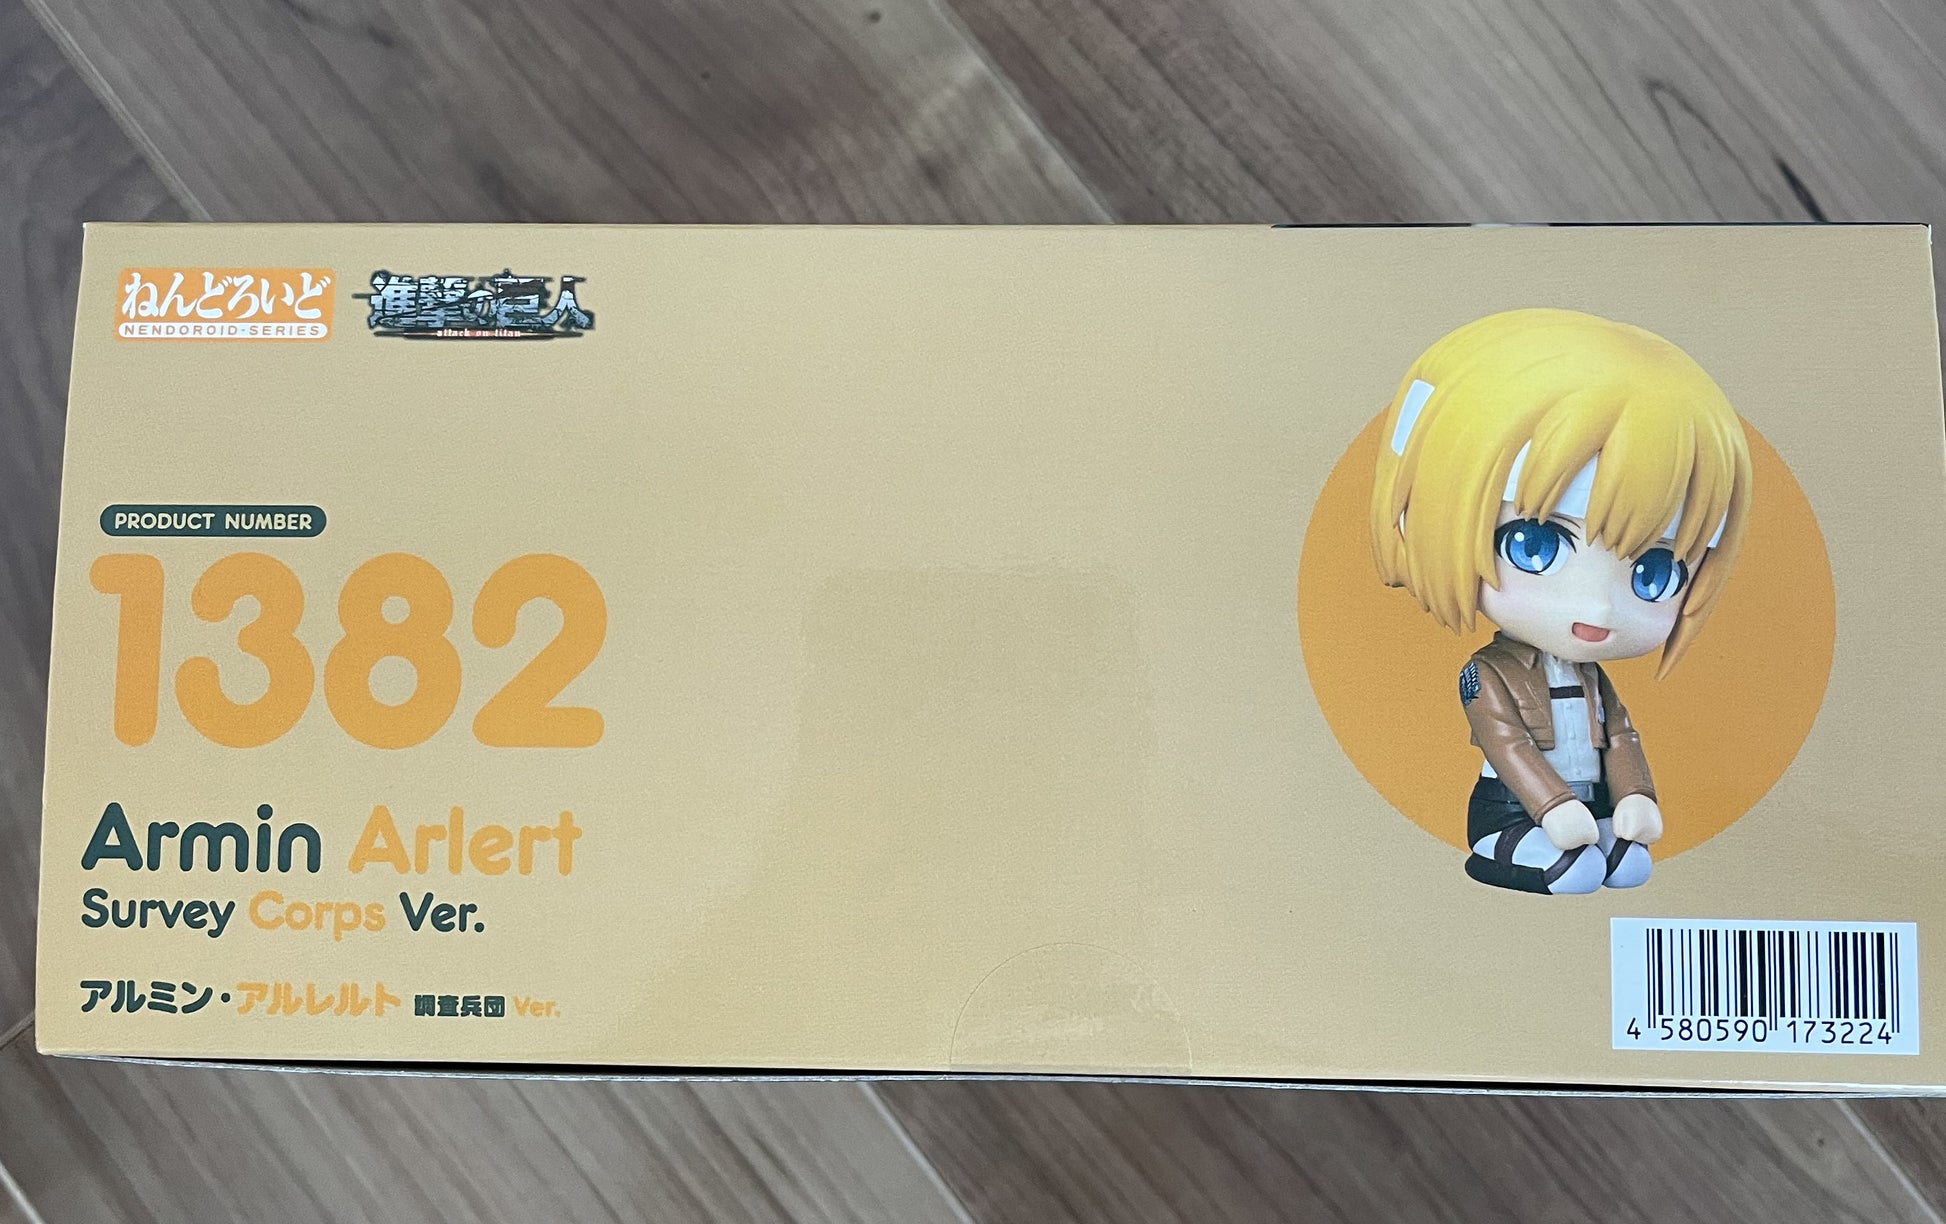 ねんどろいど
NENDOROID-SERIES
進撃の巨人
attack on titan
PRODUCT NUMBER
1382
Armin Arlert
Survey Corps Ver.
アルミン・アルレルト 調査兵団 Ver.
4 580590 173224